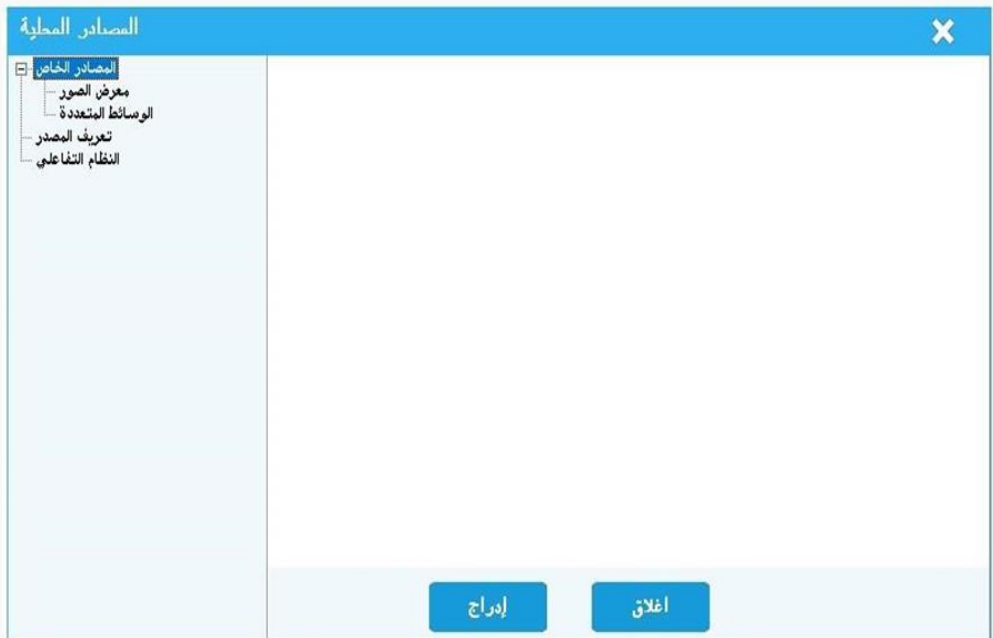 المصادر المحلية
المصادر الخاص
معرض الصور
الوسائط المتعددة
تعريف المصدر
النظام التفاعلي
إدراج
اغلاق